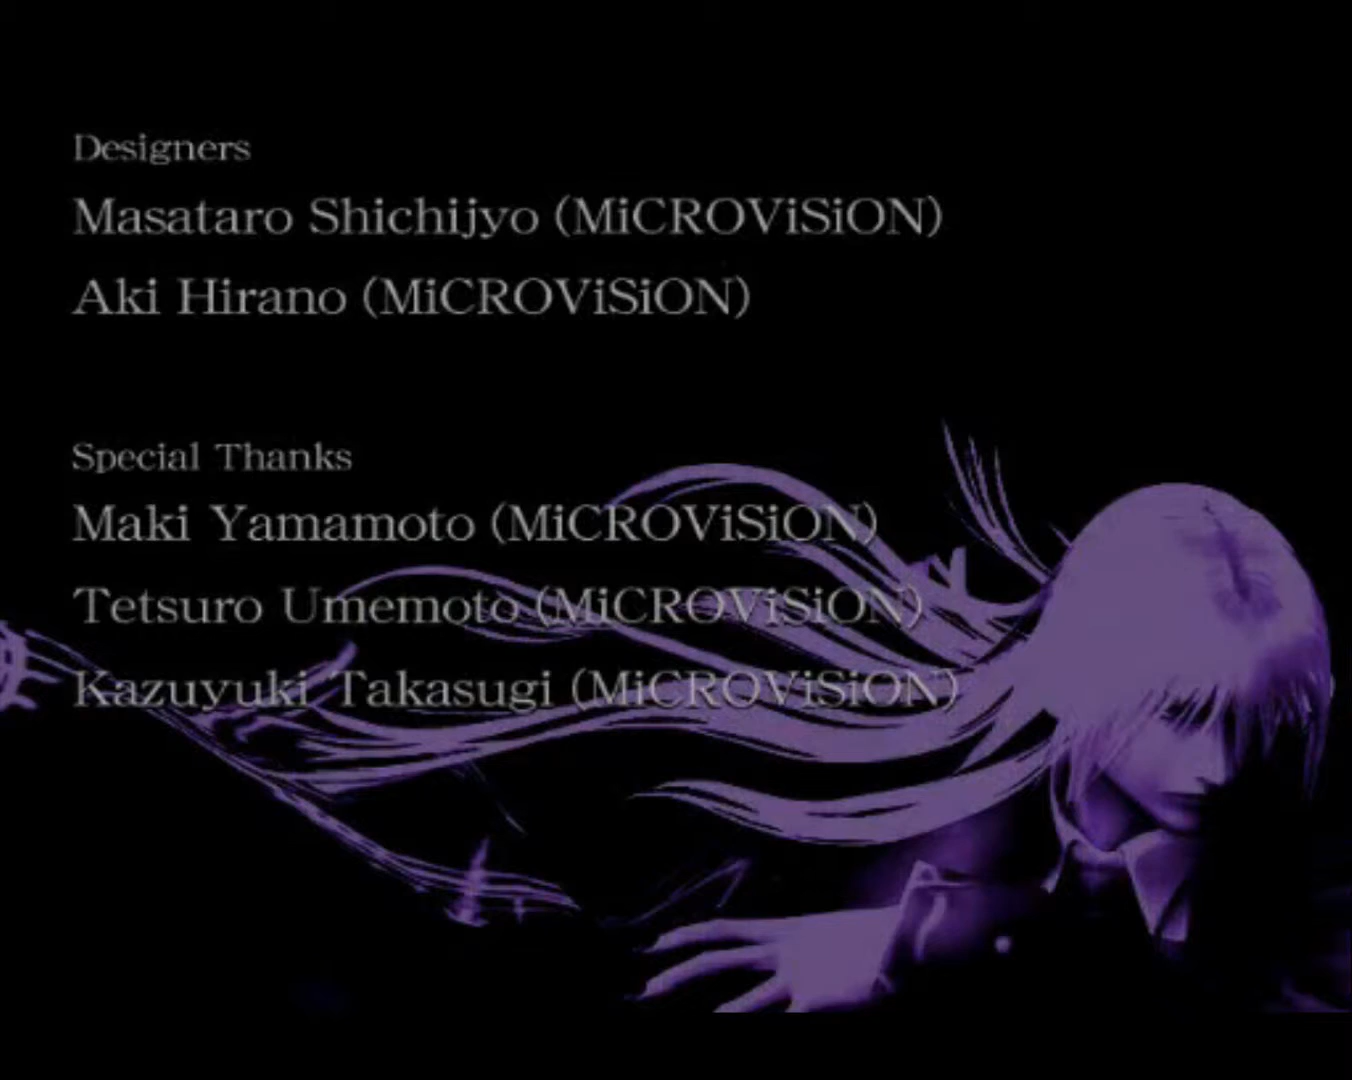 Designers
Masataro Shichijyo (MiCROViSiON)
Aki Hirano (MiCROViSiON)
Special Thanks
Maki Yamamoto (MiCROViSiON)
Tetsuro Umemoto (MiCROViSiON)
Kazuyuki Takasugi (MiCROViSiON)